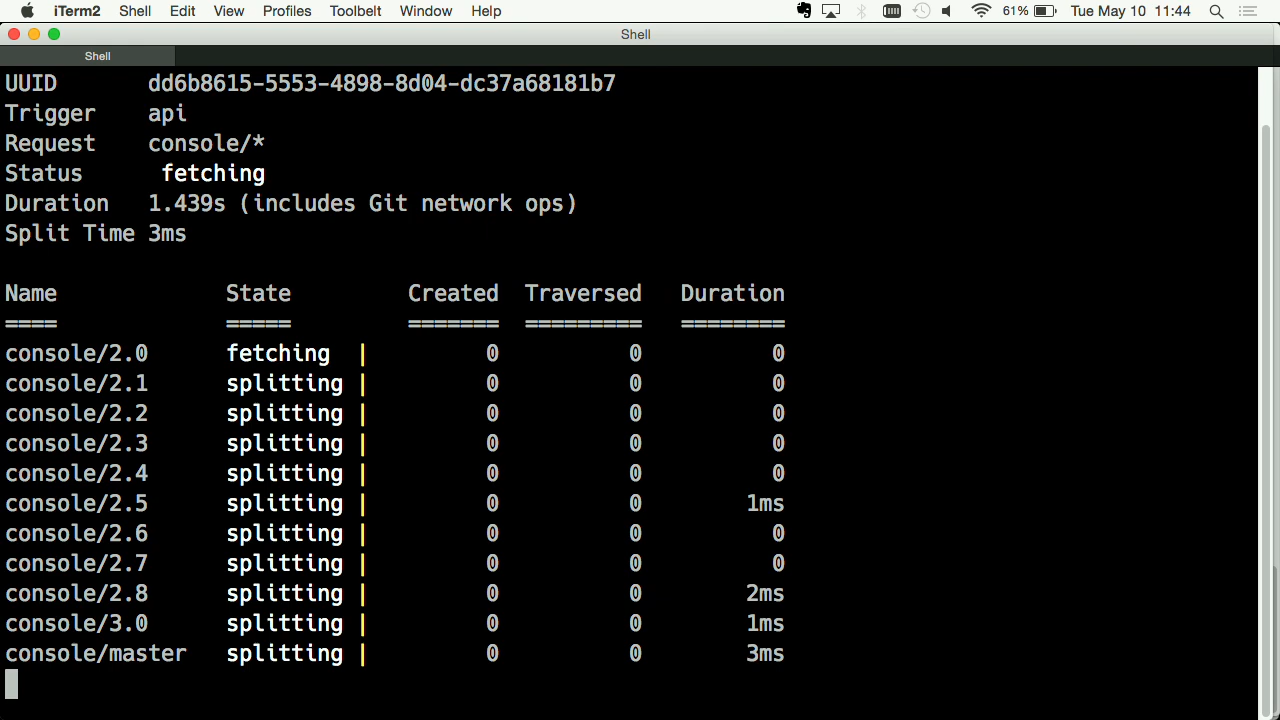 iTerm2 Shell Edit View Profiles Toolbelt Window Help 61% Tue May 10 11:44
Shell
Shell
UUID dd6b8615-5553-4898-8d04-dc37a68181b7
Trigger api
Request console/*
Status fetching
Duration 1.439s (includes Git network ops)
Split Time 3ms
Name State Created Traversed Duration
==== ===== ======= ========= ========
console/2.0 fetching | 0 0 0
console/2.1 splitting | 0 0 0
console/2.2 splitting | 0 0 0
console/2.3 splitting | 0 0 0
console/2.4 splitting | 0 0 0
console/2.5 splitting | 0 0 1ms
console/2.6 splitting | 0 0 0
console/2.7 splitting | 0 0 0
console/2.8 splitting | 0 0 2ms
console/3.0 splitting | 0 0 1ms
console/master splitting | 0 0 3ms